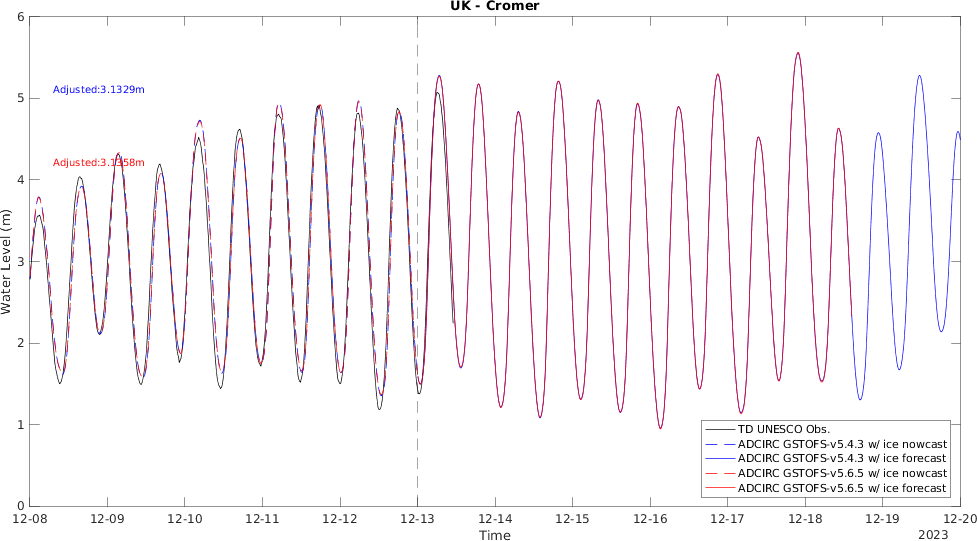 UK - Cromer
6
5
4
3
2
1
0
Water Level (m)
Adjusted:3.1329m
Adjusted:3.1358m
TD UNESCO Obs.
ADCIRC GSTOFS-v5.4.3 w/ ice nowcast
ADCIRC GSTOFS-v5.4.3 w/ ice forecast
ADCIRC GSTOFS-v5.6.5 w/ ice nowcast
ADCIRC GSTOFS-v5.6.5 w/ ice forecast
12-08 12-09 12-10 12-11 12-12 12-13 12-14 12-15 12-16 12-17 12-18 12-19 12-20
Time
2023